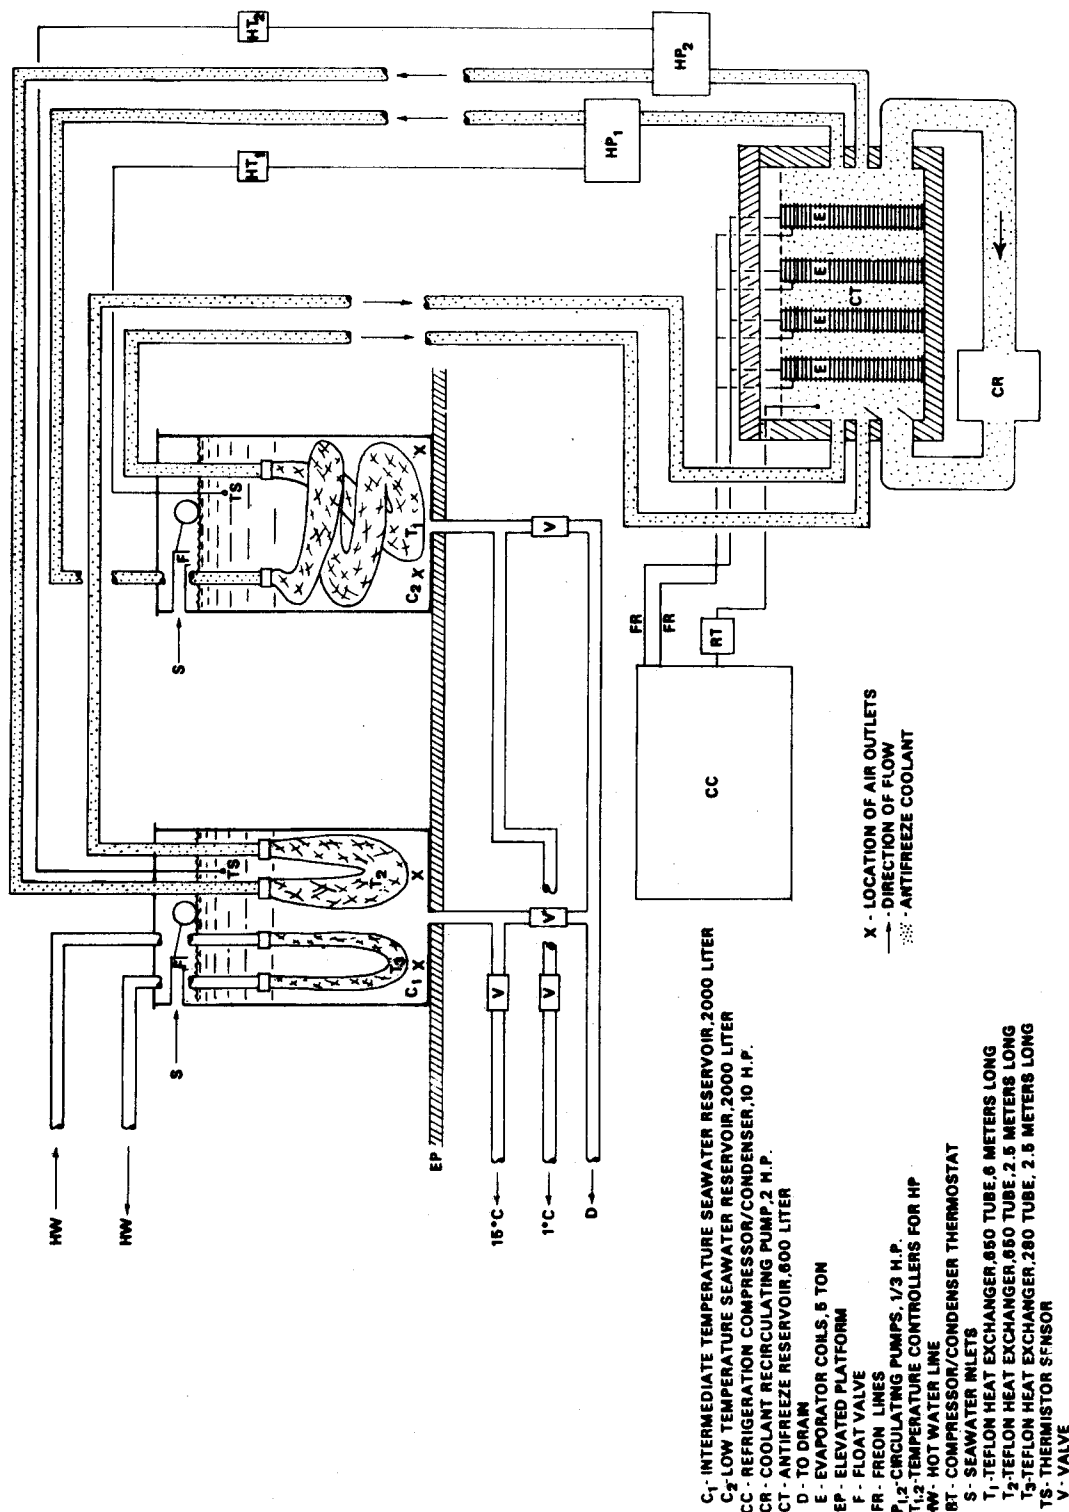 HT2
HP2
HT1
HP1
E
E
E
E
CT
CR
TS
F
S
T1
C2 X
X
V
FR
FR
RT
CC
TS
F
S
T2
X
T3
C1 X
V
V
V
EP
HW
HW
15°C
1°C
D
X - LOCATION OF AIR OUTLETS
- DIRECTION OF FLOW
- ANTIFREEZE COOLANT
C1- INTERMEDIATE TEMPERATURE SEAWATER RESERVOIR,2000 LITER
C2- LOW TEMPERATURE SEAWATER RESERVOIR,2000 LITER
CC - REFRIGERATION COMPRESSOR/CONDENSER,10 H.P.
CR - COOLANT RECIRCULATING PUMP,2 H.P.
CT - ANTIFREEZE RESERVOIR,600 LITER
D - TO DRAIN
E - EVAPORATOR COILS,5 TON
EP - ELEVATED PLATFORM
F - FLOAT VALVE
FR - FREON LINES
P1,2-CIRCULATING PUMPS,1/3 H.P.
T1,2-TEMPERATURE CONTROLLERS FOR HP
HW- HOT WATER LINE
RT - COMPRESSOR/CONDENSER THERMOSTAT
S - SEAWATER INLETS
T1 -TEFLON HEAT EXCHANGER,650 TUBE,6 METERS LONG
T2-TEFLON HEAT EXCHANGER,650 TUBE,2.5 METERS LONG
T3-TEFLON HEAT EXCHANGER,280 TUBE, 2.5 METERS LONG
TS- THERMISTOR SENSOR
V - VALVE